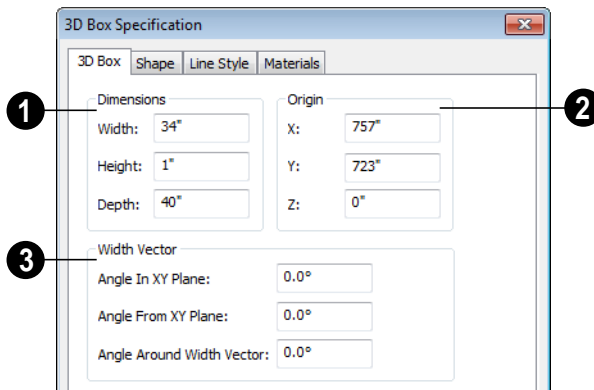 3D Box Specification
3D Box Shape Line Style Materials
1 Dimensions Origin 2
Width: 34" X: 757"
Height: 1" Y: 723"
Depth: 40" Z: 0"
3 Width Vector
Angle In XY Plane: 0.0°
Angle From XY Plane: 0.0°
Angle Around Width Vector: 0.0°